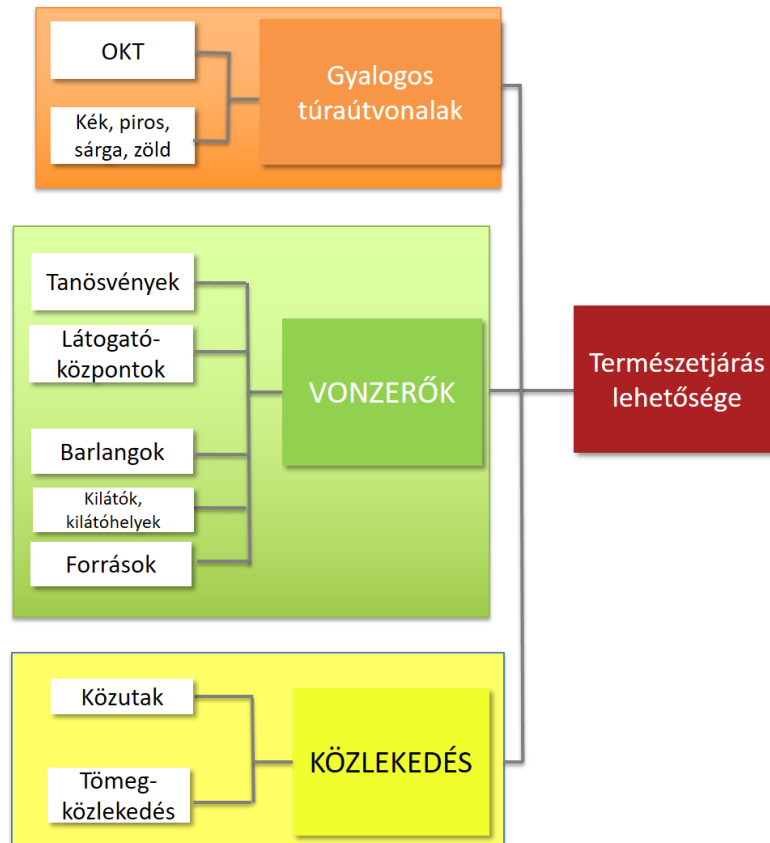 OKT
Kék, piros,
sárga, zöld
Gyalogos
túraútvonalak
Tanösvények
Látogató-
központok
Barlangok
Kilátók,
kilátóhelyek
Források
VONZERŐK
Természetjárás
lehetősége
Közutak
Tömeg-
közlekedés
KÖZLEKEDÉS